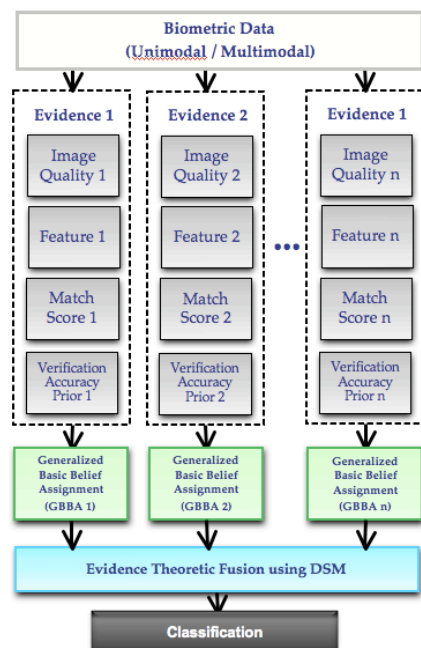 Biometric Data
(Unimodal / Multimodal)
Evidence 1
Image
Quality 1
Feature 1
Match
Score 1
Verification
Accuracy
Prior 1
Evidence 2
Image
Quality 2
Feature 2
Match
Score 2
Verification
Accuracy
Prior 2
...
Evidence 1
Image
Quality n
Feature n
Match
Score n
Verification
Accuracy
Prior n
Generalized
Basic Belief
Assignment
(GBBA 1)
Generalized
Basic Belief
Assignment
(GBBA 2)
Generalized
Basic Belief
Assignment
(GBBA n)
Evidence Theoretic Fusion using DSM
Classification